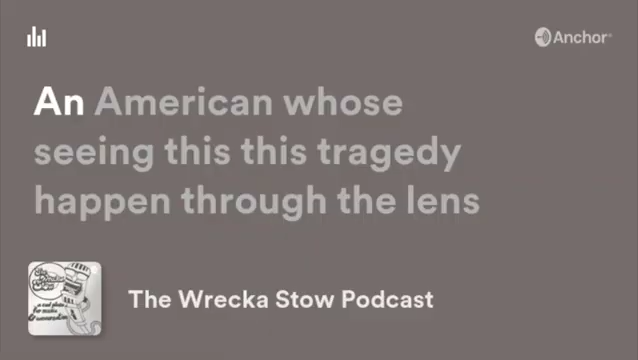 Anchor
An American whose
seeing this this tragedy
happen through the lens
The Wrecka Stow Podcast